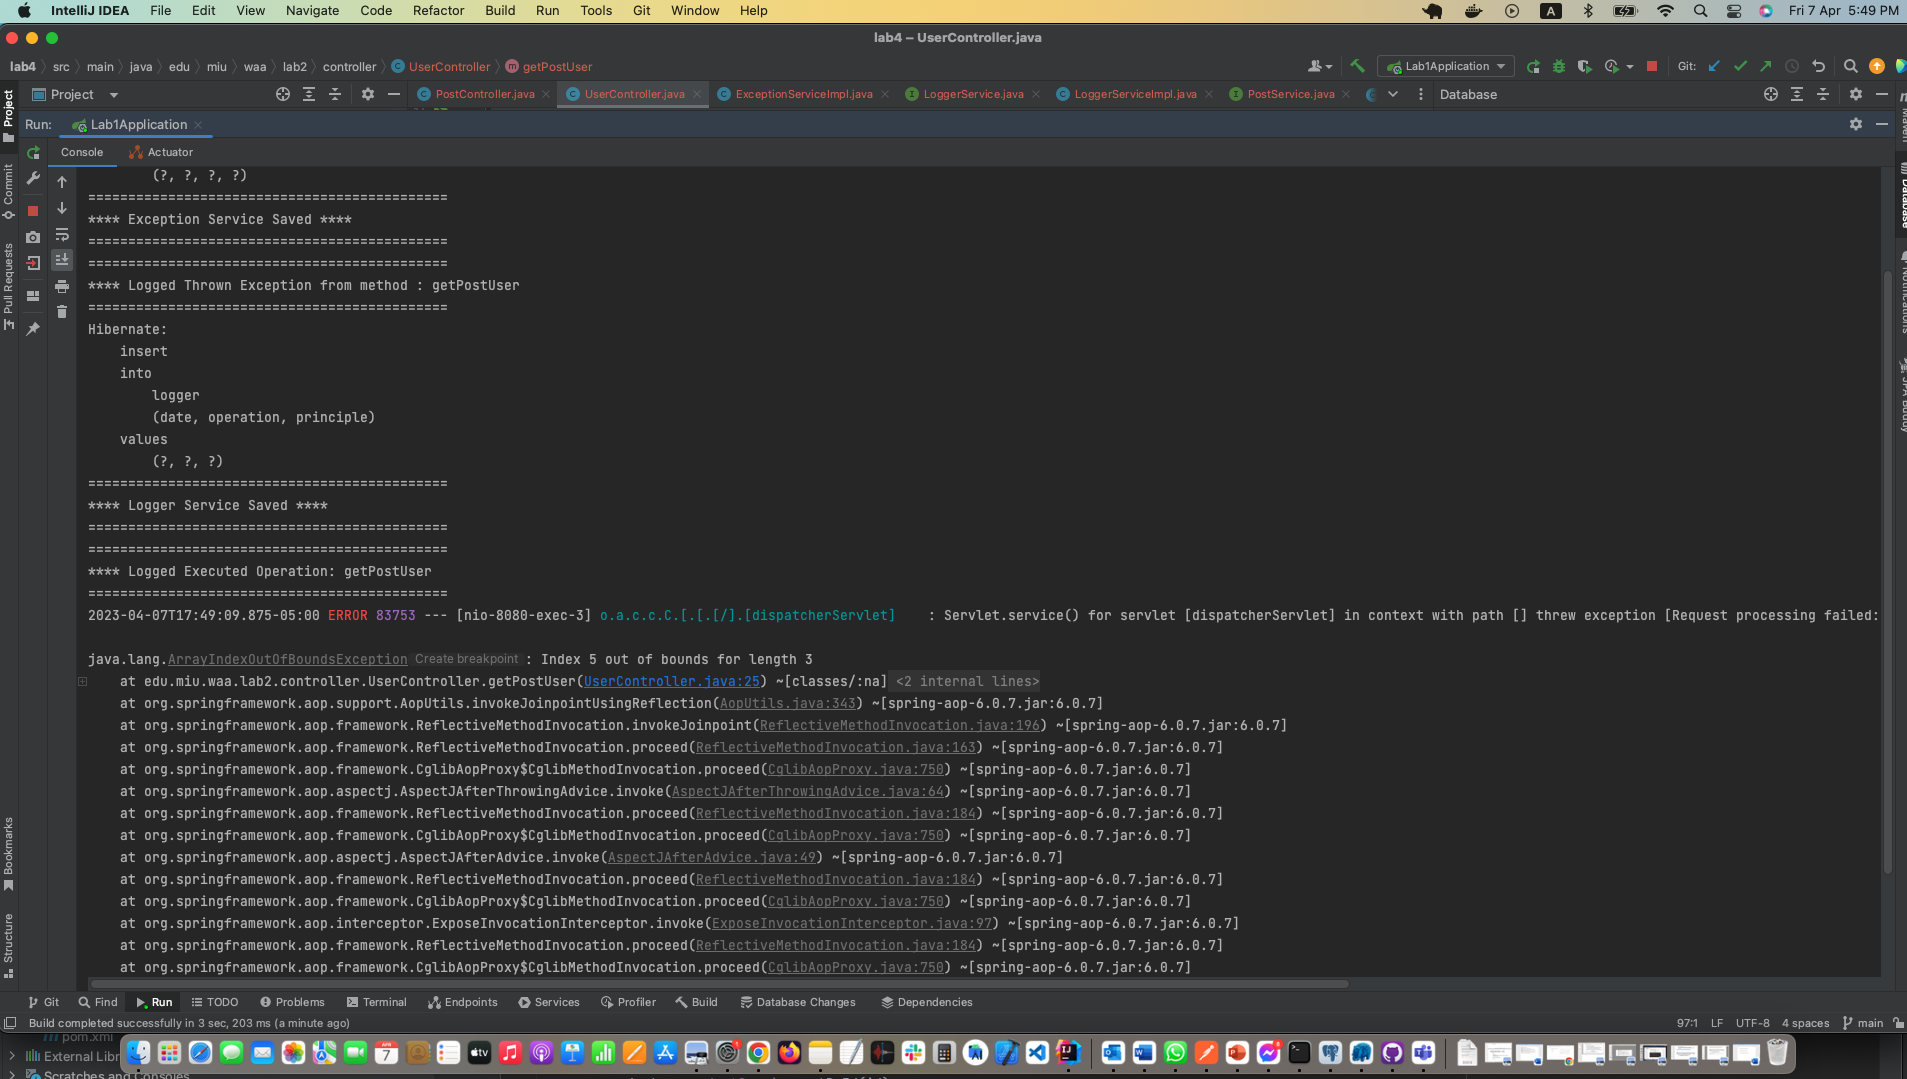 IntelliJ IDEA File Edit View Navigate Code Refactor Build Run Tools Git Window Help A Fri 7 Apr 5:49 PM
lab4 – UserController.java
lab4 src main java edu miu waa lab2 controller UserController getPostUser Lab1Application Git:
Project PostController.java UserController.java ExceptionServiceImpl.java LoggerService.java LoggerServiceImpl.java PostService.java Database
Run: Lab1Application
Console Actuator
Project
Commit
Pull Requests
Bookmarks
Structure
Database
Notifications
JPA Buddy
(?, ?, ?, ?)
=============================================
**** Exception Service Saved ****
=============================================
=============================================
**** Logged Thrown Exception from method : getPostUser
=============================================
Hibernate:
insert
into
logger
(date, operation, principle)
values
(?, ?, ?)
=============================================
**** Logger Service Saved ****
=============================================
=============================================
**** Logged Executed Operation: getPostUser
=============================================
2023-04-07T17:49:09.875-05:00 ERROR 83753 --- [nio-8080-exec-3] o.a.c.c.C.[.[.[/].[dispatcherServlet] : Servlet.service() for servlet [dispatcherServlet] in context with path [] threw exception [Request processing failed:
java.lang.ArrayIndexOutOfBoundsException Create breakpoint : Index 5 out of bounds for length 3
at edu.miu.waa.lab2.controller.UserController.getPostUser(UserController.java:25) ~[classes/:na] <2 internal lines>
at org.springframework.aop.support.AopUtils.invokeJoinpointUsingReflection(AopUtils.java:343) ~[spring-aop-6.0.7.jar:6.0.7]
at org.springframework.aop.framework.ReflectiveMethodInvocation.invokeJoinpoint(ReflectiveMethodInvocation.java:196) ~[spring-aop-6.0.7.jar:6.0.7]
at org.springframework.aop.framework.ReflectiveMethodInvocation.proceed(ReflectiveMethodInvocation.java:163) ~[spring-aop-6.0.7.jar:6.0.7]
at org.springframework.aop.framework.CglibAopProxy$CglibMethodInvocation.proceed(CglibAopProxy.java:750) ~[spring-aop-6.0.7.jar:6.0.7]
at org.springframework.aop.aspectj.AspectJAfterThrowingAdvice.invoke(AspectJAfterThrowingAdvice.java:64) ~[spring-aop-6.0.7.jar:6.0.7]
at org.springframework.aop.framework.ReflectiveMethodInvocation.proceed(ReflectiveMethodInvocation.java:184) ~[spring-aop-6.0.7.jar:6.0.7]
at org.springframework.aop.framework.CglibAopProxy$CglibMethodInvocation.proceed(CglibAopProxy.java:750) ~[spring-aop-6.0.7.jar:6.0.7]
at org.springframework.aop.aspectj.AspectJAfterAdvice.invoke(AspectJAfterAdvice.java:49) ~[spring-aop-6.0.7.jar:6.0.7]
at org.springframework.aop.framework.ReflectiveMethodInvocation.proceed(ReflectiveMethodInvocation.java:184) ~[spring-aop-6.0.7.jar:6.0.7]
at org.springframework.aop.framework.CglibAopProxy$CglibMethodInvocation.proceed(CglibAopProxy.java:750) ~[spring-aop-6.0.7.jar:6.0.7]
at org.springframework.aop.interceptor.ExposeInvocationInterceptor.invoke(ExposeInvocationInterceptor.java:97) ~[spring-aop-6.0.7.jar:6.0.7]
at org.springframework.aop.framework.ReflectiveMethodInvocation.proceed(ReflectiveMethodInvocation.java:184) ~[spring-aop-6.0.7.jar:6.0.7]
at org.springframework.aop.framework.CglibAopProxy$CglibMethodInvocation.proceed(CglibAopProxy.java:750) ~[spring-aop-6.0.7.jar:6.0.7]
Git Find Run TODO Problems Terminal Endpoints Services Profiler Build Database Changes Dependencies
Build completed successfully in 3 sec, 203 ms (a minute ago) 97:1 LF UTF-8 4 spaces main
pom.xml
External Libr
Scratches and Consoles